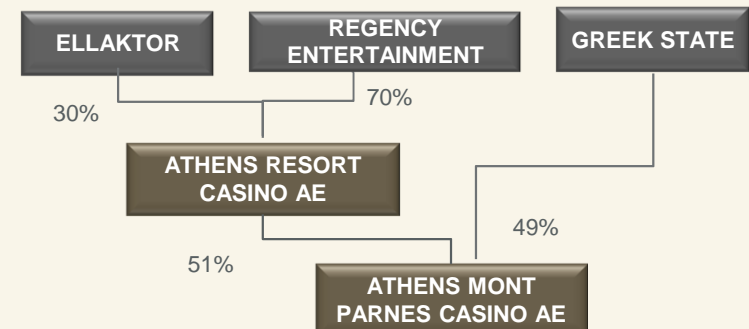 ELLAKTOR
REGENCY
ENTERTAINMENT
GREEK STATE
30%
70%
ATHENS RESORT
CASINO AE
51%
49%
ATHENS MONT
PARNES CASINO AE